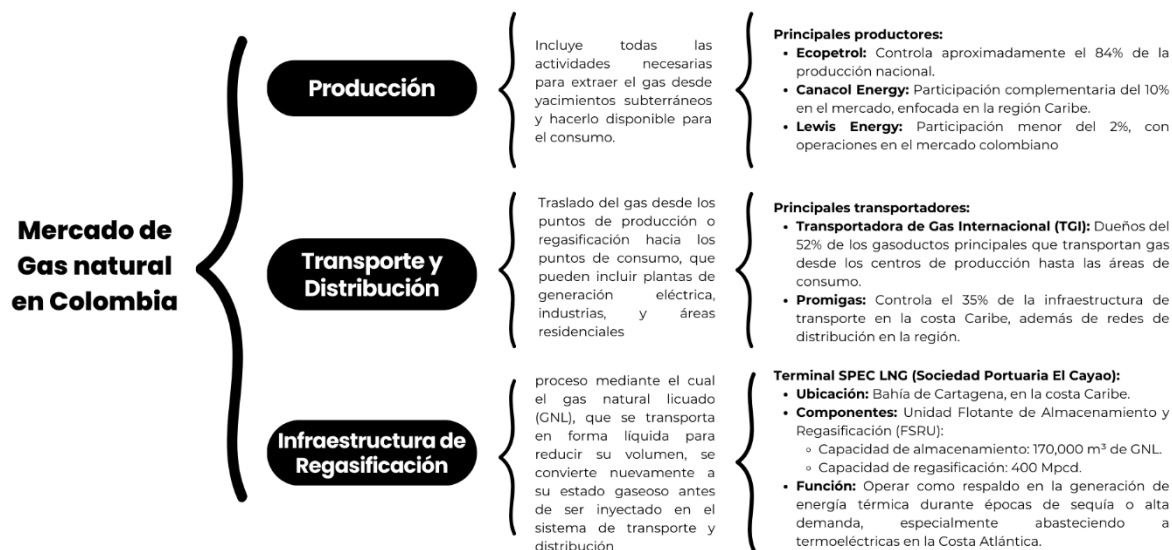 Mercado de
Gas natural
en Colombia
Producción
Incluye todas las
actividades necesarias
para extraer el gas desde
yacimientos subterráneos
y hacerlo disponible para
el consumo.
Principales productores:
• Ecopetrol: Controla aproximadamente el 84% de la
producción nacional.
• Canacol Energy: Participación complementaria del 10%
en el mercado, enfocada en la región Caribe.
• Lewis Energy: Participación menor del 2%, con
operaciones en el mercado colombiano
Transporte y
Distribución
Traslado del gas desde los
puntos de producción o
regasificación hacia los
puntos de consumo, que
pueden incluir plantas de
generación eléctrica,
industrias, y áreas
residenciales
Principales transportadores:
• Transportadora de Gas Internacional (TGI): Dueños del
52% de los gasoductos principales que transportan gas
desde los centros de producción hasta las áreas de
consumo.
• Promigas: Controla el 35% de la infraestructura de
transporte en la costa Caribe, además de redes de
distribución en la región.
Infraestructura de
Regasificación
proceso mediante el cual
el gas natural licuado
(GNL), que se transporta
en forma líquida para
reducir su volumen, se
convierte nuevamente a
su estado gaseoso antes
de ser inyectado en el
sistema de transporte y
distribución
Terminal SPEC LNG (Sociedad Portuaria El Cayao):
• Ubicación: Bahía de Cartagena, en la costa Caribe.
• Componentes: Unidad Flotante de Almacenamiento y
Regasificación (FSRU):
◦ Capacidad de almacenamiento: 170,000 m³ de GNL.
◦ Capacidad de regasificación: 400 Mpcd.
• Función: Operar como respaldo en la generación de
energía térmica durante épocas de sequía o alta
demanda, especialmente abasteciendo a
termoeléctricas en la Costa Atlántica.